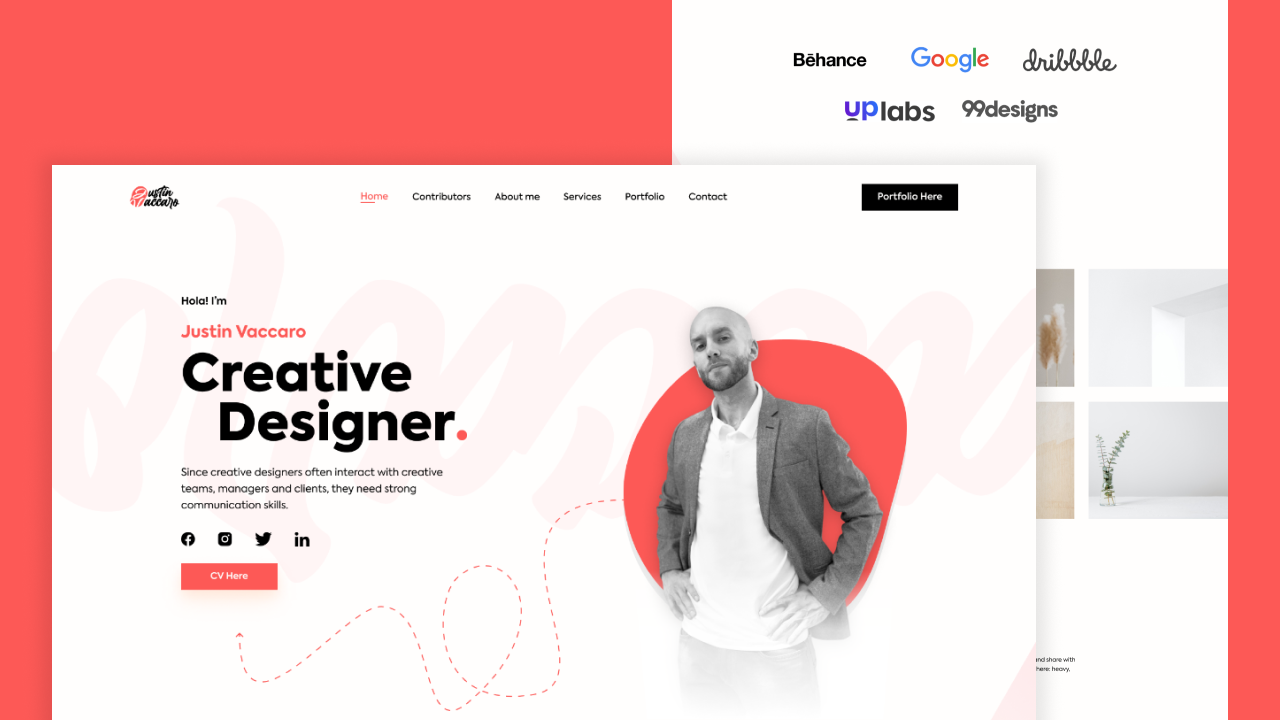 Bēhance
Google
dribbble
uplabs
99designs
Justin
Vaccaro
Home
Contributors
About me
Services
Portfolio
Contact
Portfolio Here
Hola! I'm
Justin Vaccaro
Creative
Designer.
Since creative designers often interact with creative
teams, managers and clients, they need strong
communication skills.
CV Here
and share with
here: heavy,